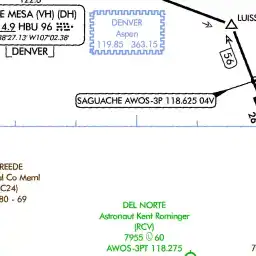 E MESA (VH) (DH)
4.9 HBU 96
38°27.13' W107°02.38'
DENVER
DENVER
Aspen
119.85 363.15
LUISS
56
26
SAGUACHE AWOS-3P 118.625 04V
REEDE
Co Meml
C24)
80 - 69
DEL NORTE
Astronaut Kent Rominger
(RCV)
7955 60
AWOS-3PT 118.275